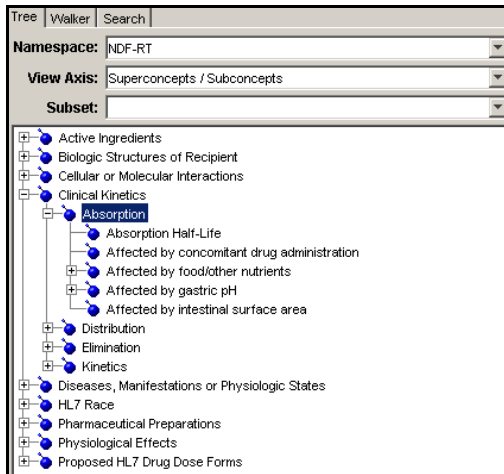 Tree Walker Search
Namespace: NDF-RT
View Axis: Superconcepts / Subconcepts
Subset:
Active Ingredients
Biologic Structures of Recipient
Cellular or Molecular Interactions
Clinical Kinetics
Absorption
Absorption Half-Life
Affected by concomitant drug administration
Affected by food/other nutrients
Affected by gastric pH
Affected by intestinal surface area
Distribution
Elimination
Kinetics
Diseases, Manifestations or Physiologic States
HL7 Race
Pharmaceutical Preparations
Physiological Effects
Proposed HL7 Drug Dose Forms